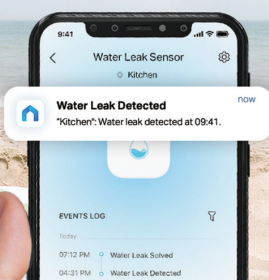 9:41
Water Leak Sensor
Kitchen
Water Leak Detected
now
"Kitchen": Water leak detected at 09:41.
EVENTS LOG
Today
07:12 PM Water Leak Solved
04:31 PM Water Leak Detected